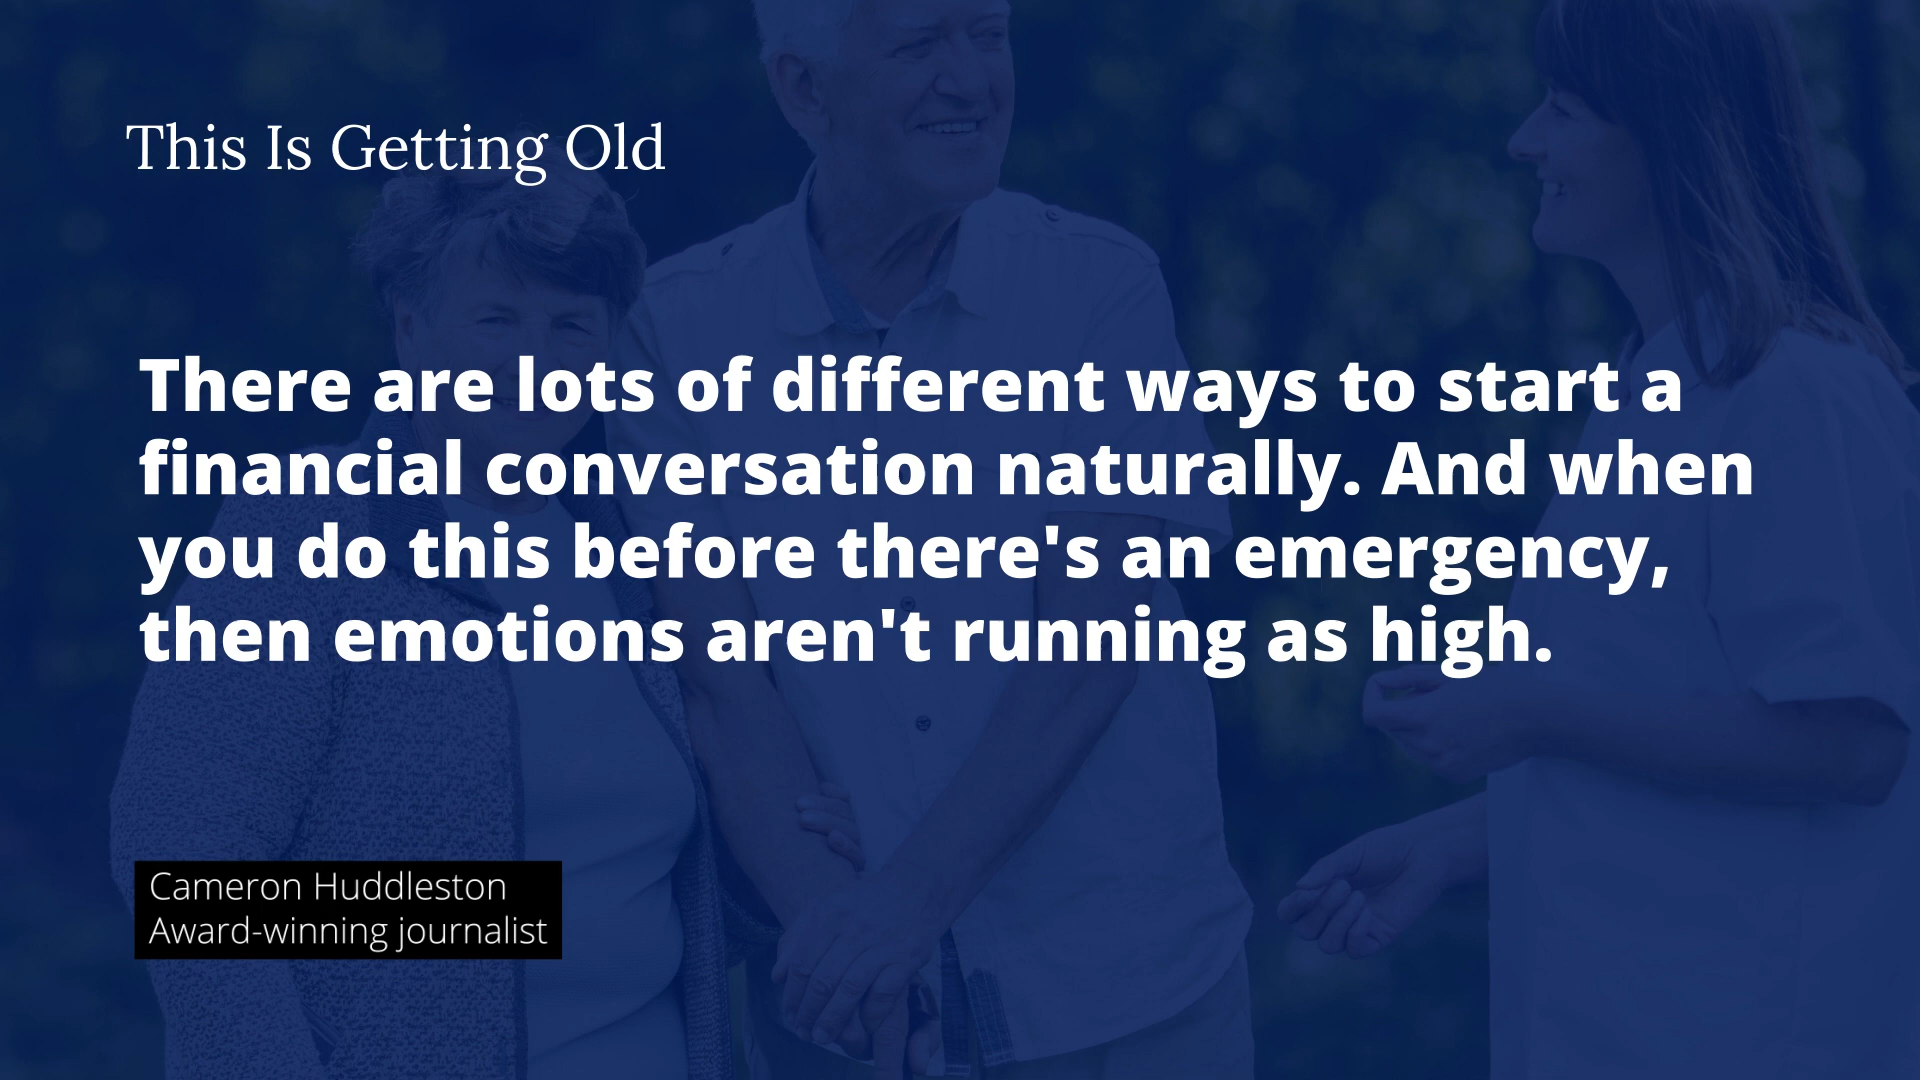 This Is Getting Old
There are lots of different ways to start a
financial conversation naturally. And when
you do this before there's an emergency,
then emotions aren't running as high.
Cameron Huddleston
Award-winning journalist